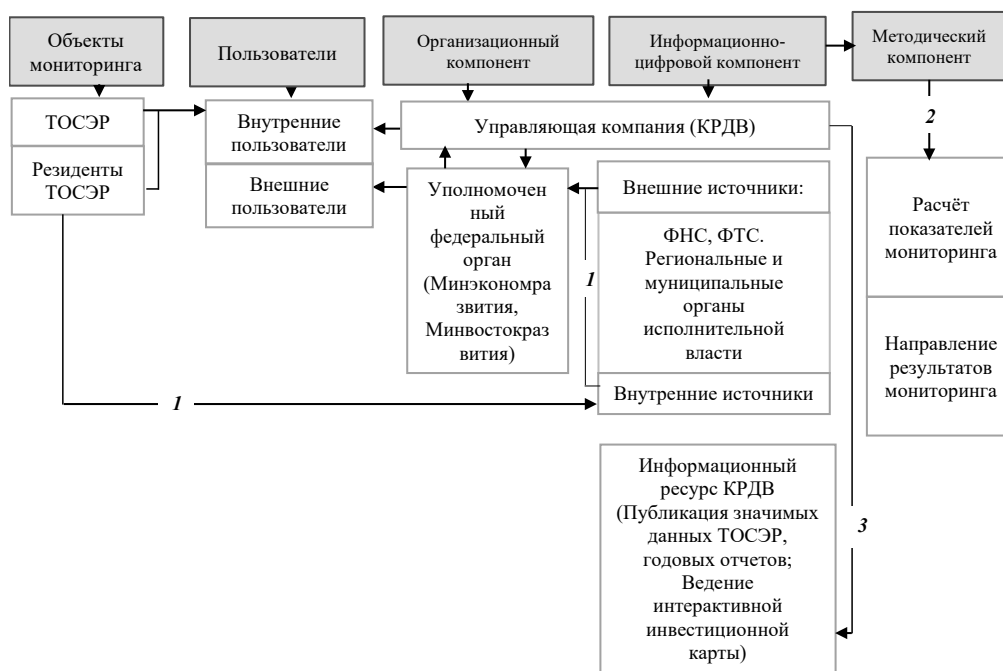 Объекты
мониторинга
Пользователи
Организационный
компонент
Информационно-
цифровой компонент
Методический
компонент
ТОСЭР
Резиденты
ТОСЭР
Внутренние
пользователи
Внешние
пользователи
Управляющая компания (КРДВ)
2
Уполномочен
ный
федеральный
орган
(Минэкономра
звития,
Минвостокраз
вития)
1
Внешние источники:
ФНС, ФТС.
Региональные и
муниципальные
органы
исполнительной
власти
Внутренние источники
1
Расчёт
показателей
мониторинга
Направление
результатов
мониторинга
Информационный
ресурс КРДВ
(Публикация значимых
данных ТОСЭР,
годовых отчетов;
Ведение
интерактивной
инвестиционной
карты)
3